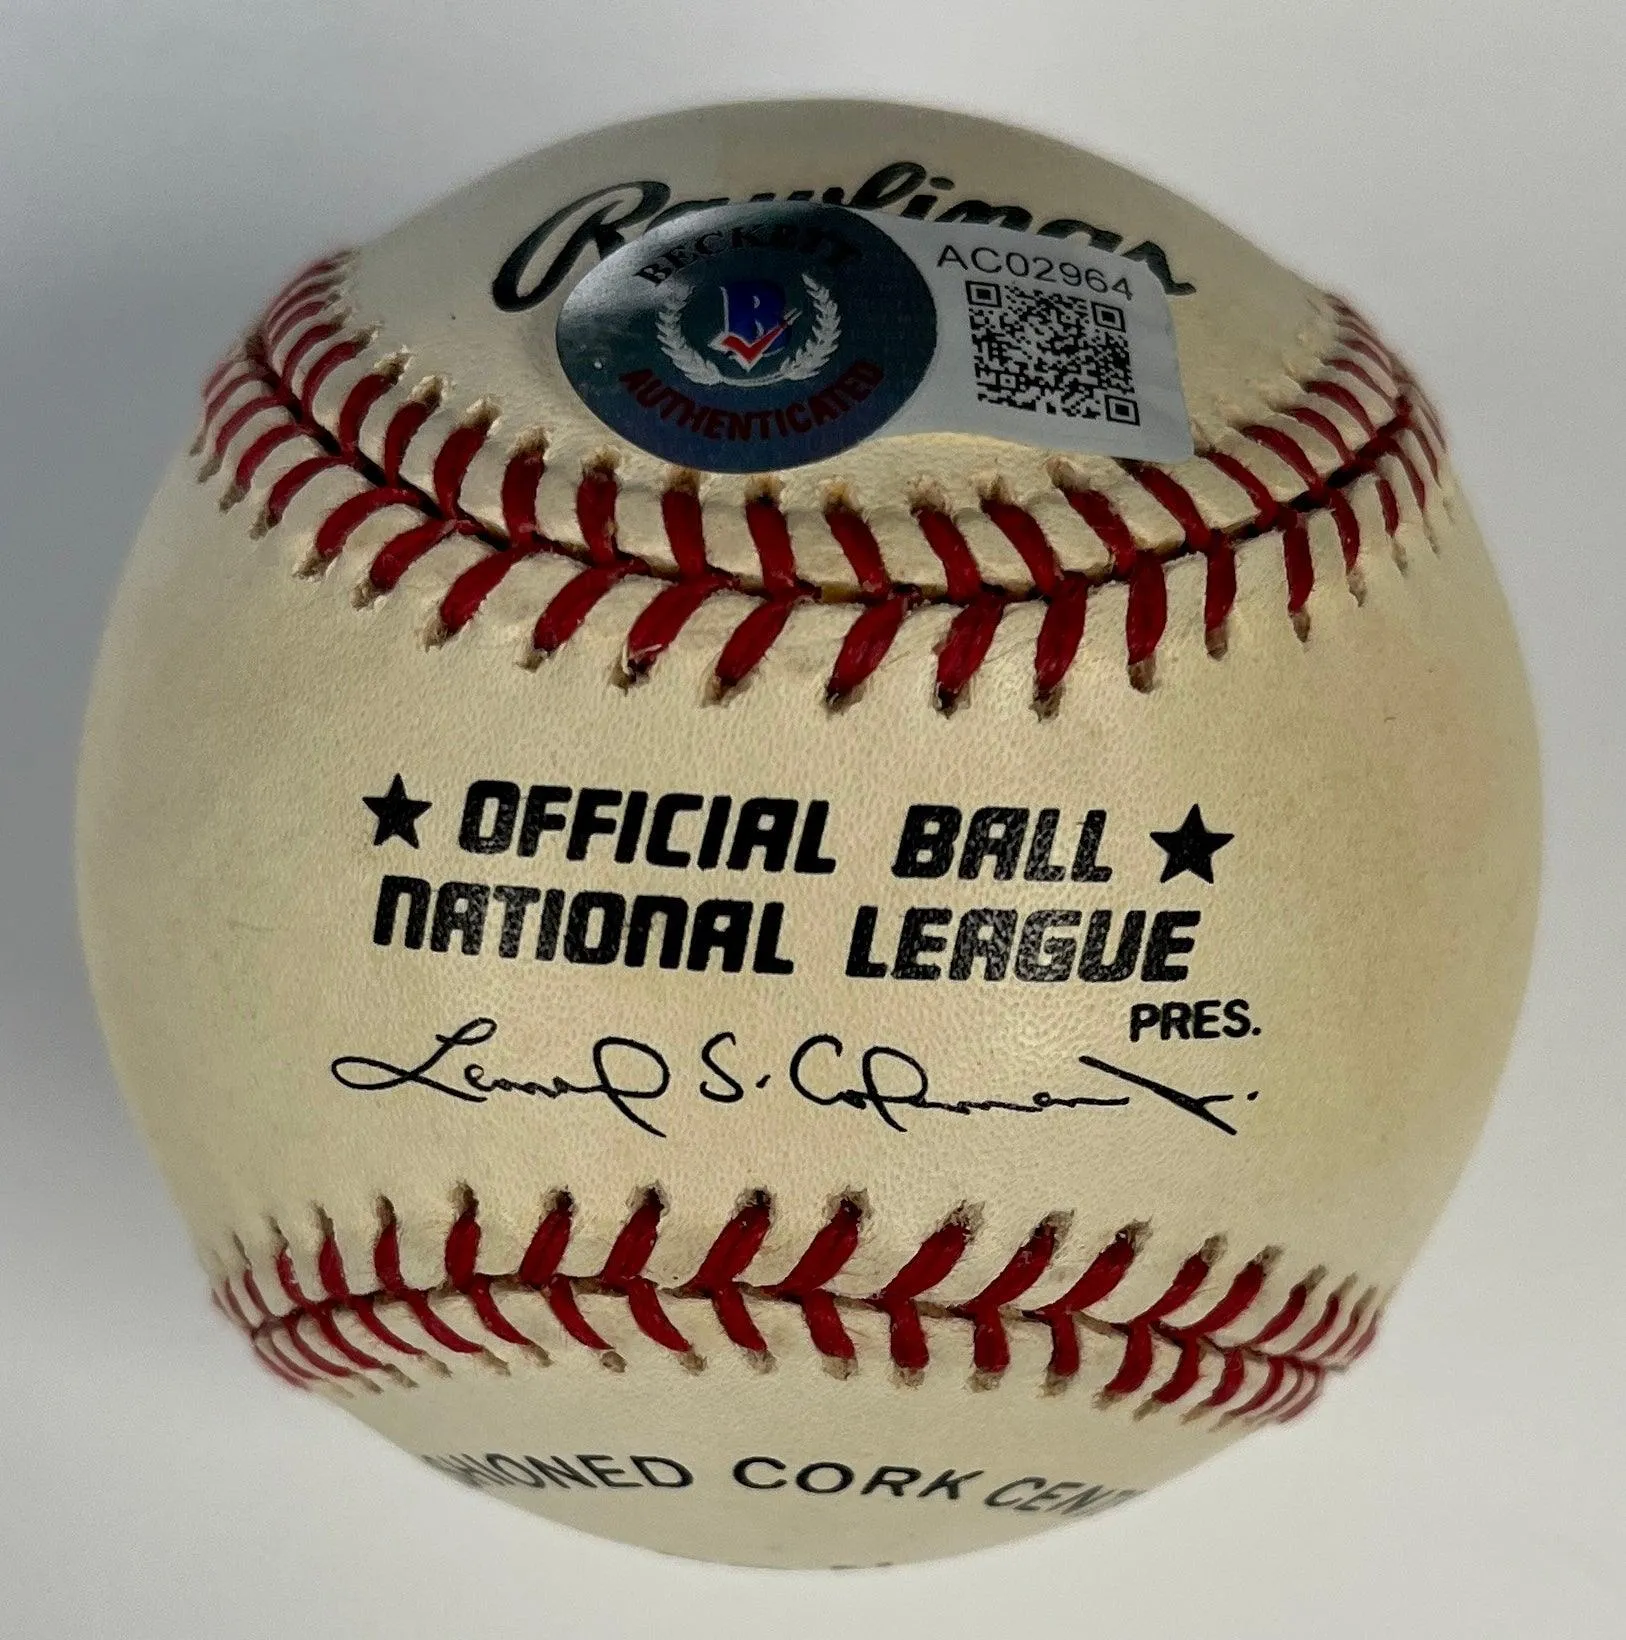 Rawlings
BECKETT
AUTHENTICATED
AC02964
★ OFFICIAL BALL ★
NATIONAL LEAGUE
PRES.
Leonard S. Coleman Jr.
CORK